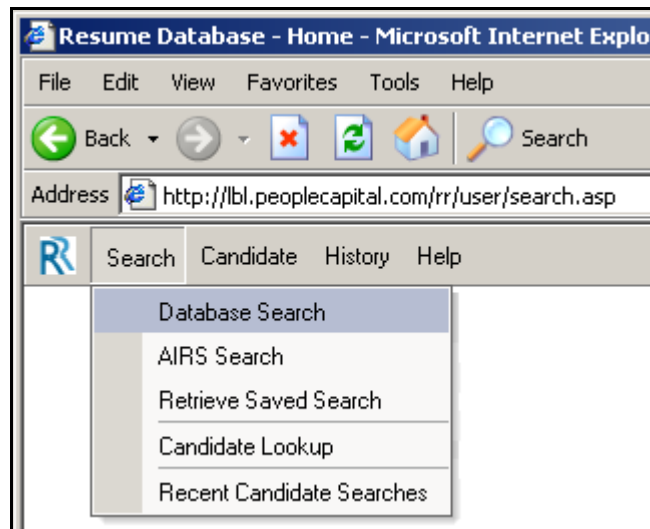 Resume Database - Home - Microsoft Internet Explo
File Edit View Favorites Tools Help
Back Search
Address http://lbl.peoplecapital.com/rr/user/search.asp
RR Search Candidate History Help
Database Search
AIRS Search
Retrieve Saved Search
Candidate Lookup
Recent Candidate Searches